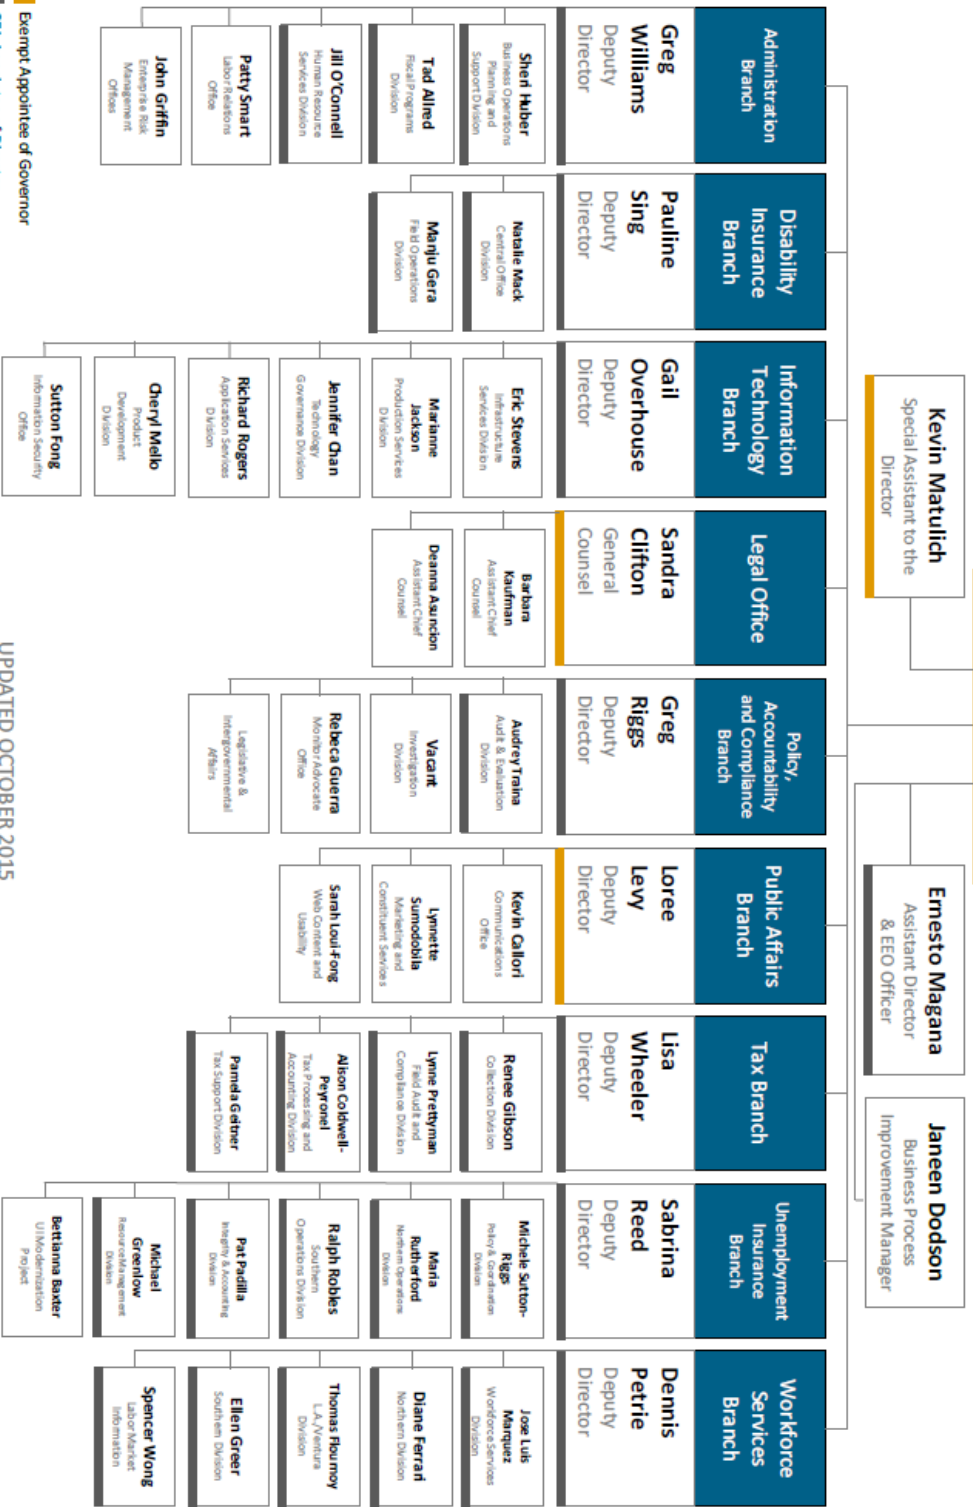 Kevin Matulich
Special Assistant to the
Director
Ernesto Magana
Assistant Director
& EEO Officer
Janeen Dodson
Business Process
Improvement Manager
Administration
Branch
Greg
Williams
Deputy
Director
Sheri Huber
Business Operations
Planning and
Support Division
Tad Allred
Fiscal Programs
Division
Jill O'Connell
Human Resource
Services Division
Patty Smart
Labor Relations
Office
John Griffin
Enterprise Risk
Management
Offices
Disability
Insurance
Branch
Pauline
Sing
Deputy
Director
Natalie Mack
Central Office
Division
Manju Gera
Field Operations
Division
Information
Technology
Branch
Gail
Overhouse
Deputy
Director
Eric Stevens
Infrastructure
Services Division
Marianne
Jackson
Production Services
Division
Jennifer Chan
Technology
Governance Division
Richard Rogers
Application Services
Division
Cheryl Mello
Product
Development
Division
Sutton Fong
Information Security
Office
Legal Office
Sandra
Clifton
General
Counsel
Barbara
Kaufman
Assistant Chief
Counsel
Deanna Asuncion
Assistant Chief
Counsel
Policy,
Accountability
and Compliance
Branch
Greg
Riggs
Deputy
Director
Audrey Traina
Audit & Evaluation
Division
Vacant
Investigation
Division
Rebeca Guerra
Monitor Advocate
Office
Legislative &
Intergovernmental
Affairs
Public Affairs
Branch
Loree
Levy
Deputy
Director
Kevin Callori
Communications
Office
Lynnette
Sumodobila
Marketing and
Constituent Services
Sarah Loui-Fong
Web Content and
Usability
Tax Branch
Lisa
Wheeler
Deputy
Director
Renee Gibson
Collection Division
Lynne Prettyman
Field Audit and
Compliance Division
Alison Coldwell-
Peyronel
Tax Processing and
Accounting Division
Pamela Geitner
Tax Support Division
Unemployment
Insurance
Branch
Sabrina
Reed
Deputy
Director
Michele Sutton-
Riggs
Policy & Coordination
Division
Maria
Rutherford
Northern Operations
Division
Ralph Robles
Southern
Operations Division
Pat Padilla
Integrity & Accounting
Division
Michael
Greenlow
Resource Management
Division
Bettianna Baxter
UI Modernization
Project
Workforce
Services
Branch
Dennis
Petrie
Deputy
Director
Jose Luis
Marquez
Workforce Services
Division
Diane Ferrari
Northern Division
Thomas Flournoy
L.A./Ventura
Division
Ellen Greer
Southern Division
Spencer Wong
Labor Market
Information
Exempt Appointee of Governor
UPDATED OCTOBER 2015